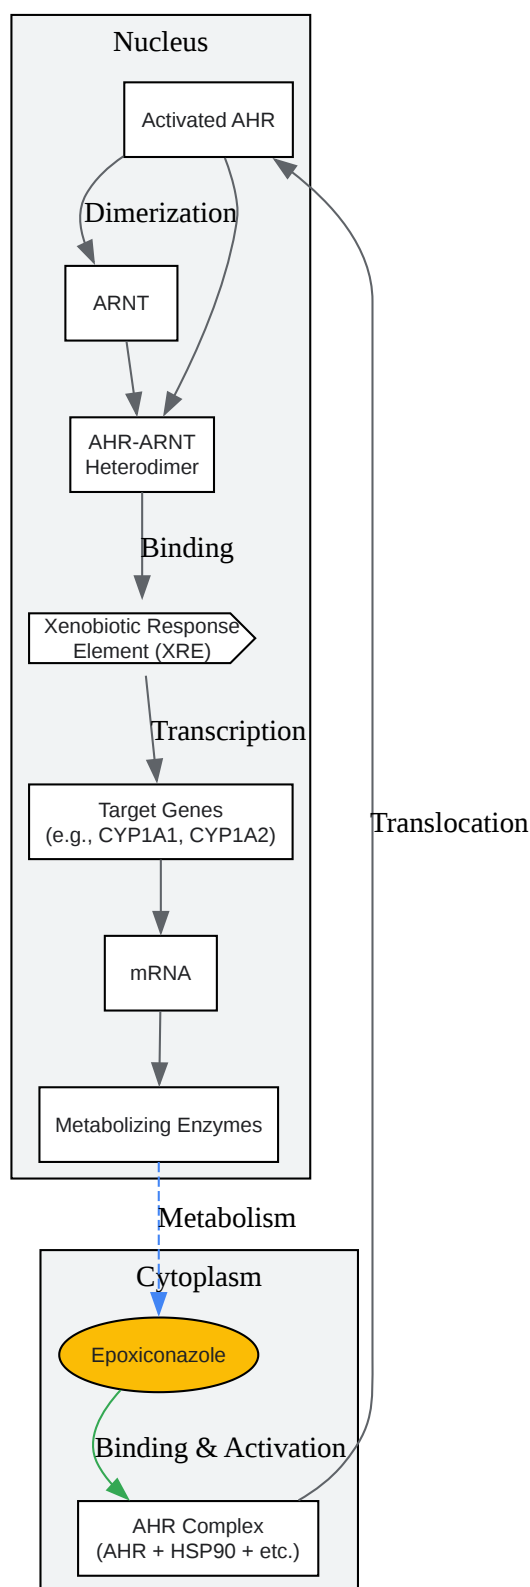 Nucleus
Activated AHR
Dimerization
ARNT
AHR-ARNT
Heterodimer
Binding
Xenobiotic Response
Element (XRE)
Transcription
Target Genes
(e.g., CYP1A1, CYP1A2)
Translocation
mRNA
Metabolizing Enzymes
Metabolism
Cytoplasm
Epoxiconazole
Binding & Activation
AHR Complex
(AHR + HSP90 + etc.)